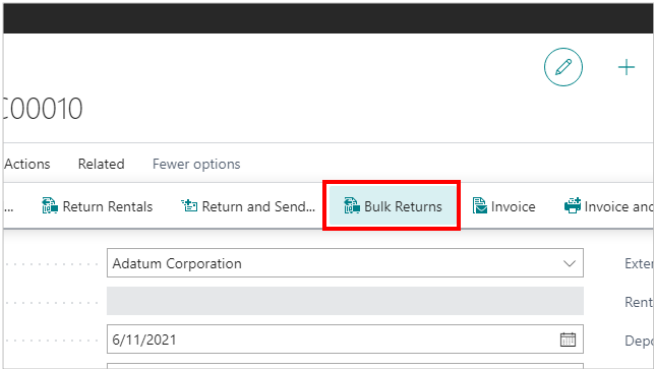 C00010
Actions Related Fewer options
... Return Rentals Return and Send... Bulk Returns Invoice Invoice and
Adatum Corporation Exter
Rent
6/11/2021 Depo